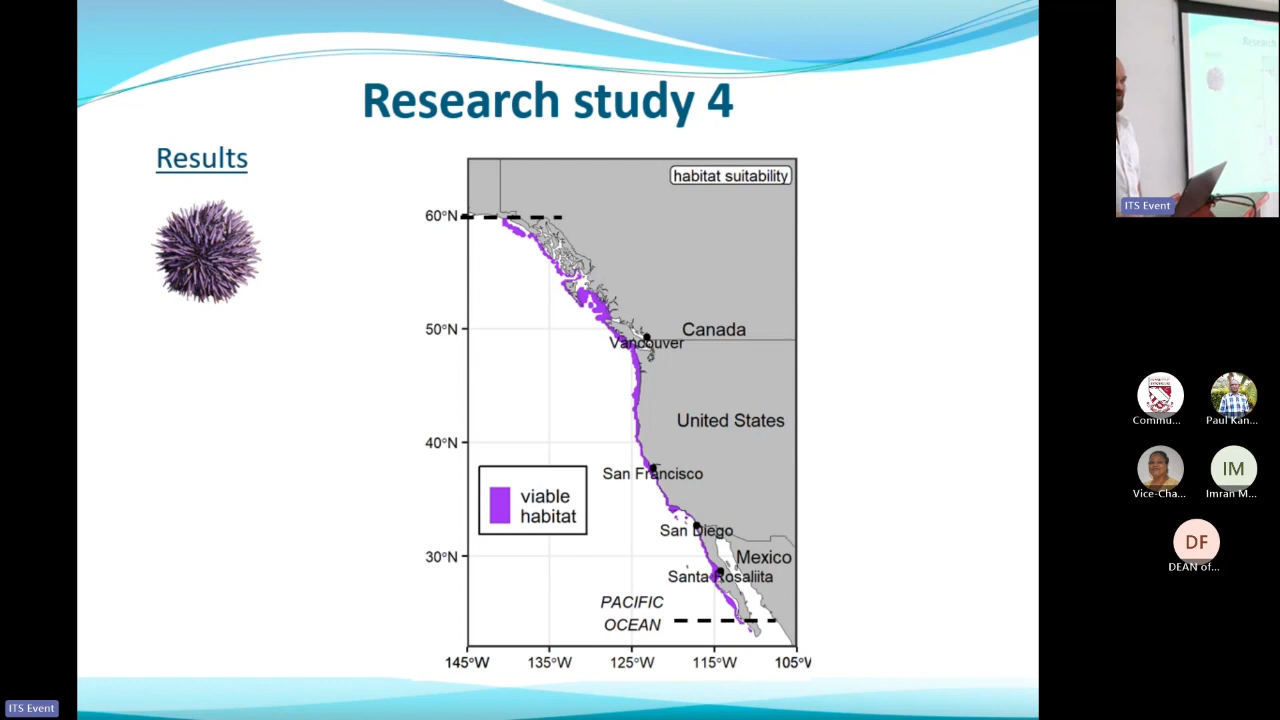 Research study 4
Results
habitat suitability
60°N
50°N
40°N
30°N
Canada
Vancouver
United States
San Francisco
San Diego
Mexico
Santa Rosaliita
viable
habitat
PACIFIC
OCEAN
145°W
135°W
125°W
115°W
105°W
ITS Event
Research
ITS Event
Commu...
Paul Kan...
Vice-Cha...
IM
Imran M...
DF
DEAN of...